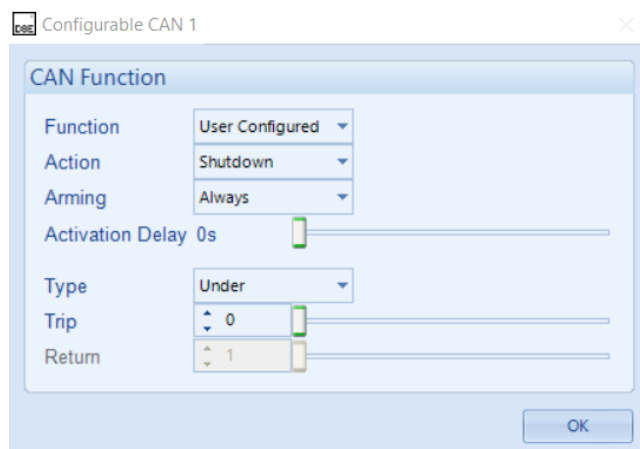 DSE Configurable CAN 1
CAN Function
Function User Configured
Action Shutdown
Arming Always
Activation Delay 0s
Type Under
Trip 0
Return 1
OK